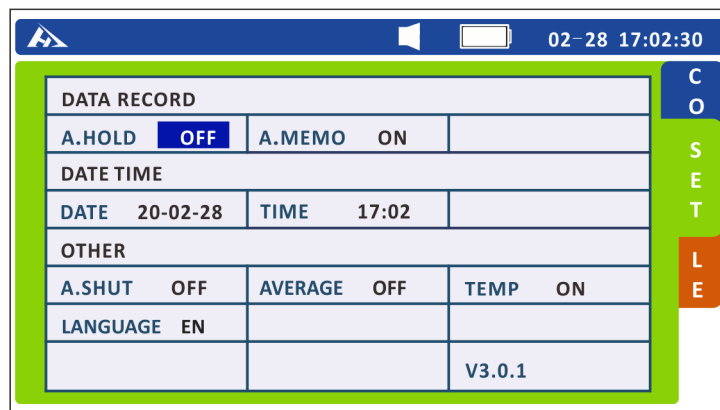 02-28 17:02:30
DATA RECORD
A.HOLD OFF A.MEMO ON
DATE TIME
DATE 20-02-28 TIME 17:02
OTHER
A.SHUT OFF AVERAGE OFF TEMP ON
LANGUAGE EN
V3.0.1
CO
SET
LE